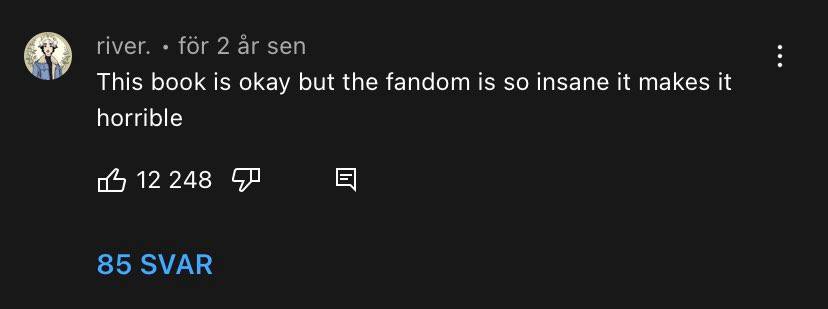 river. • för 2 år sen
This book is okay but the fandom is so insane it makes it
horrible
12 248
85 SVAR